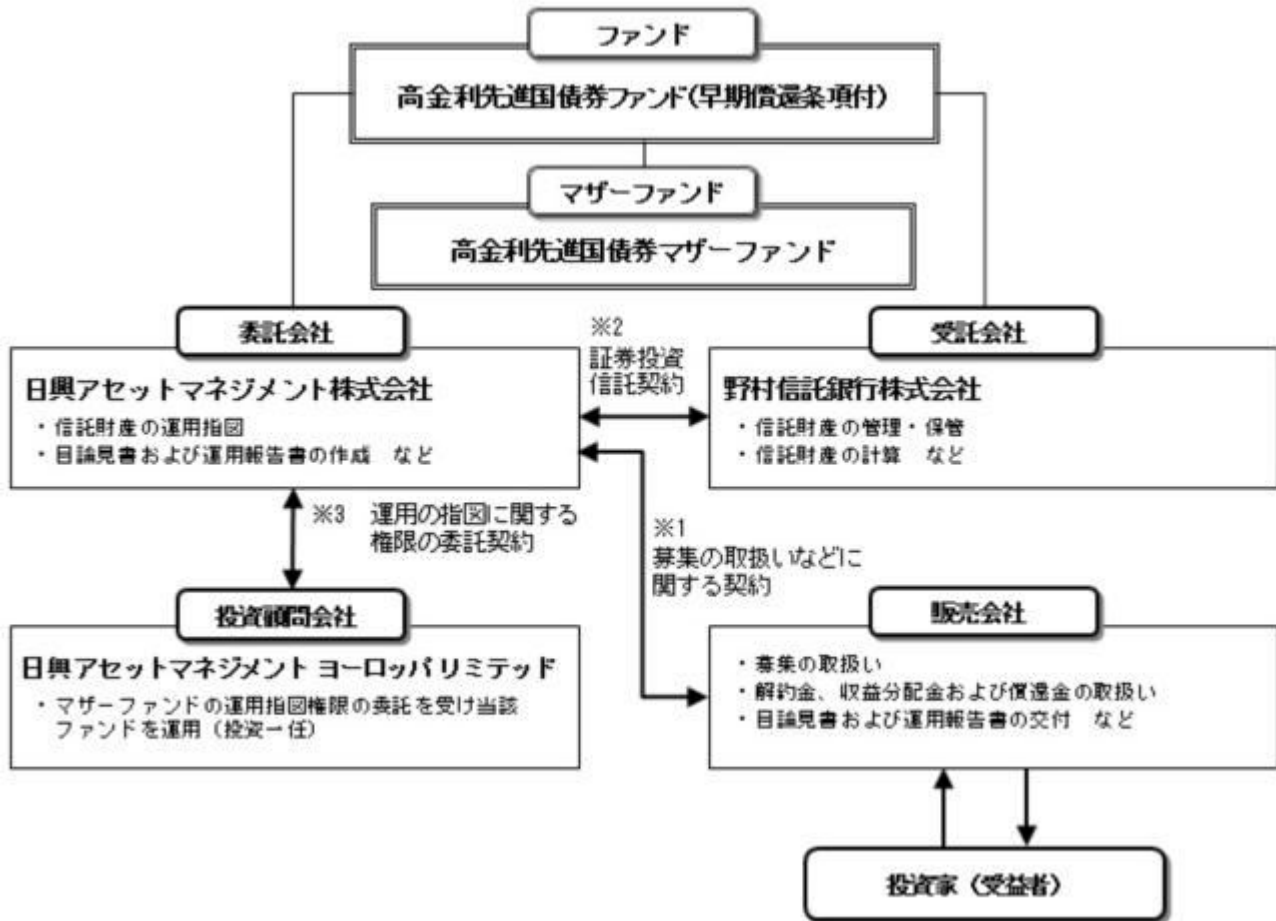 ファンド
高金利先進国債券ファンド(早期償還条項付)
マザーファンド
高金利先進国債券マザーファンド
委託会社
日興アセットマネジメント株式会社
・信託財産の運用指図
・目論見書および運用報告書の作成　など
※2
証券投資
信託契約
受託会社
野村信託銀行株式会社
・信託財産の管理・保管
・信託財産の計算　など
※3　運用の指図に関する
権限の委託契約
※1
募集の取扱いなどに
関する契約
投資顧問会社
日興アセットマネジメント ヨーロッパリミテッド
・マザーファンドの運用指図権限の委託を受け当該
ファンドを運用（投資一任）
販売会社
・募集の取扱い
・解約金、収益分配金および償還金の取扱い
・目論見書および運用報告書の交付　など
投資家（受益者）